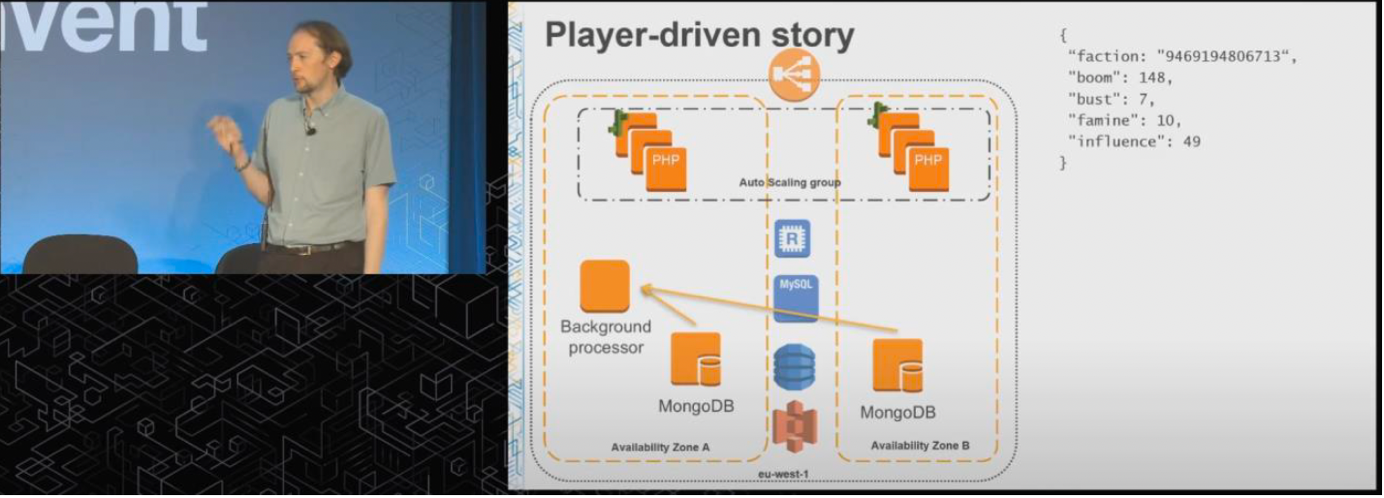 vent
Player-driven story
PHP
PHP
Auto Scaling group
R
MySQL
Background
processor
MongoDB
MongoDB
Availability Zone A
Availability Zone B
eu-west-1
{
"faction: "9469194806713",
"boom": 148,
"bust": 7,
"famine": 10,
"influence": 49
}